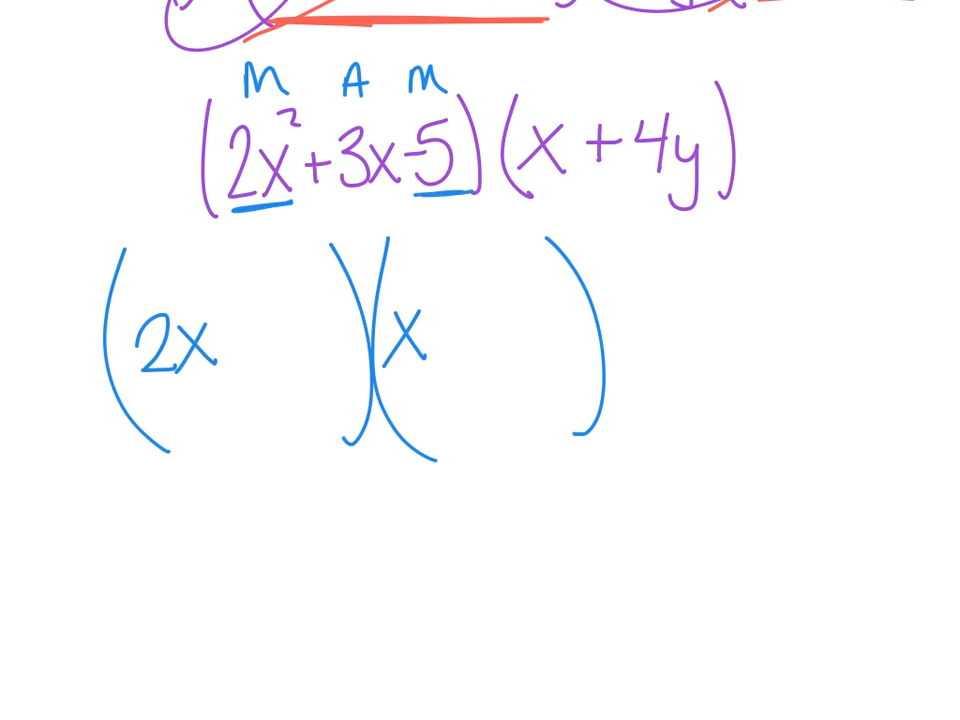 M A M
(2x²+3x-5)(x+4y)
(2x )(x )